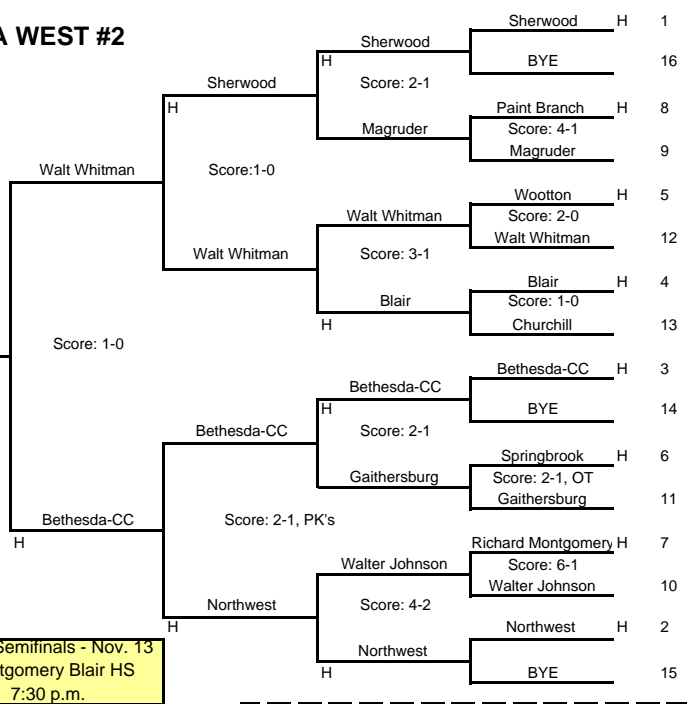 A WEST #2
Sherwood H 1
Sherwood
H
BYE 16
Sherwood
Score: 2-1
H
Paint Branch H 8
Magruder
Score: 4-1
Magruder 9
Walt Whitman
Score:1-0
Wootton H 5
Walt Whitman
Score: 2-0
Walt Whitman 12
Walt Whitman
Score: 3-1
Blair H 4
Blair
Score: 1-0
H
Churchill 13
Score: 1-0
Bethesda-CC H 3
Bethesda-CC
H
BYE 14
Bethesda-CC
Score: 2-1
Springbrook H 6
Gaithersburg
Score: 2-1, OT
Gaithersburg 11
Bethesda-CC
H
Score: 2-1, PK's
Richard Montgomery H 7
Walter Johnson
Score: 6-1
Walter Johnson 10
Northwest
Score: 4-2
H
Northwest H 2
Northwest
H
BYE 15
Semifinals - Nov. 13
tgomery Blair HS
7:30 p.m.